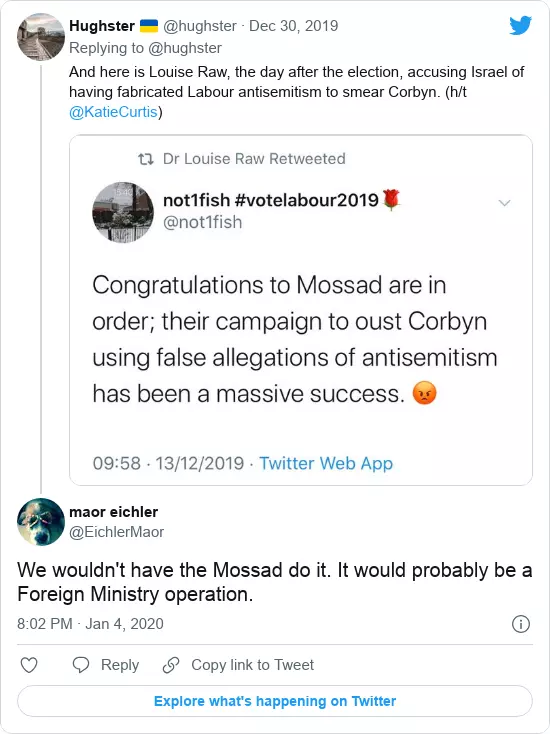 Hughster 🇺🇦 @hughster · Dec 30, 2019
Replying to @hughster
And here is Louise Raw, the day after the election, accusing Israel of
having fabricated Labour antisemitism to smear Corbyn. (h/t
@KatieCurtis)
Dr Louise Raw Retweeted
not1fish #votelabour2019🌹
@not1fish
Congratulations to Mossad are in
order; their campaign to oust Corbyn
using false allegations of antisemitism
has been a massive success. 😡
09:58 · 13/12/2019 · Twitter Web App
maor eichler
@EichlerMaor
We wouldn't have the Mossad do it. It would probably be a
Foreign Ministry operation.
8:02 PM · Jan 4, 2020
Reply Copy link to Tweet
Explore what's happening on Twitter